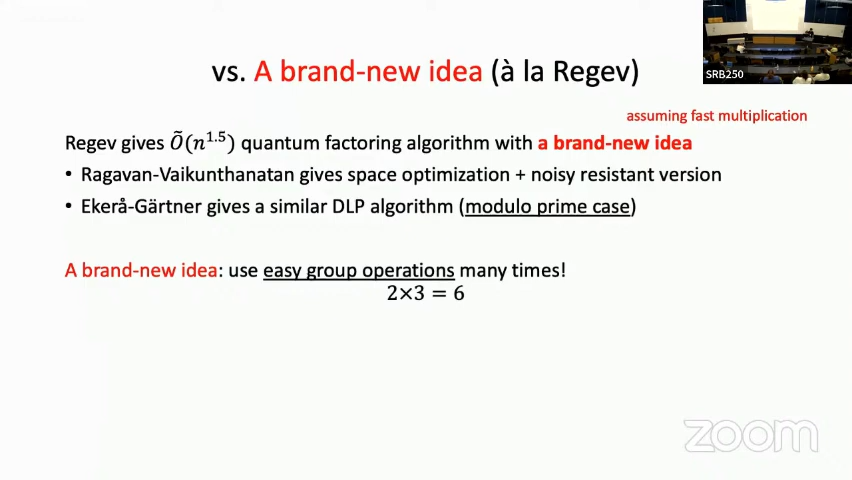 SRB250
vs. A brand-new idea (à la Regev)
assuming fast multiplication
Regev gives Õ(n^1.5) quantum factoring algorithm with a brand-new idea
• Ragavan-Vaikunthanatan gives space optimization + noisy resistant version
• Ekerå-Gärtner gives a similar DLP algorithm (modulo prime case)
A brand-new idea: use easy group operations many times!
2×3 = 6
zoom